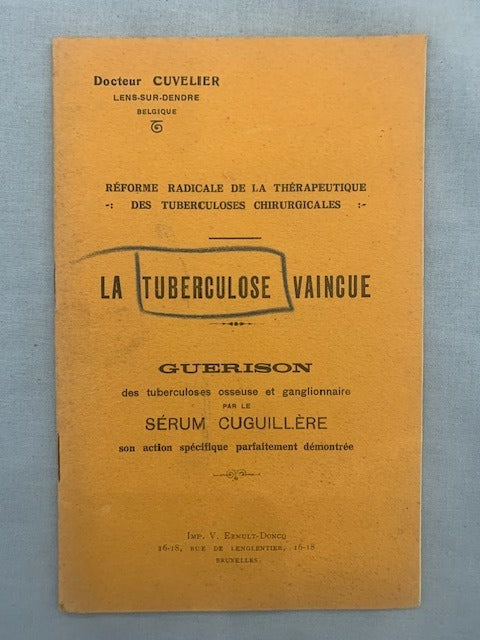 Docteur CUVELIER
LENS-SUR-DENDRE
BELGIQUE
RÉFORME RADICALE DE LA THÉRAPEUTIQUE
-: DES TUBERCULOSES CHIRURGICALES :-
LA TUBERCULOSE VAINCUE
GUERISON
des tuberculoses osseuse et ganglionnaire
PAR LE
SÉRUM CUGUILLÈRE
son action spécifique parfaitement démontrée
IMP. V. ERNULT-DONCQ
16-18, RUE DE LENGLENTIER, 16-18
BRUXELLES.